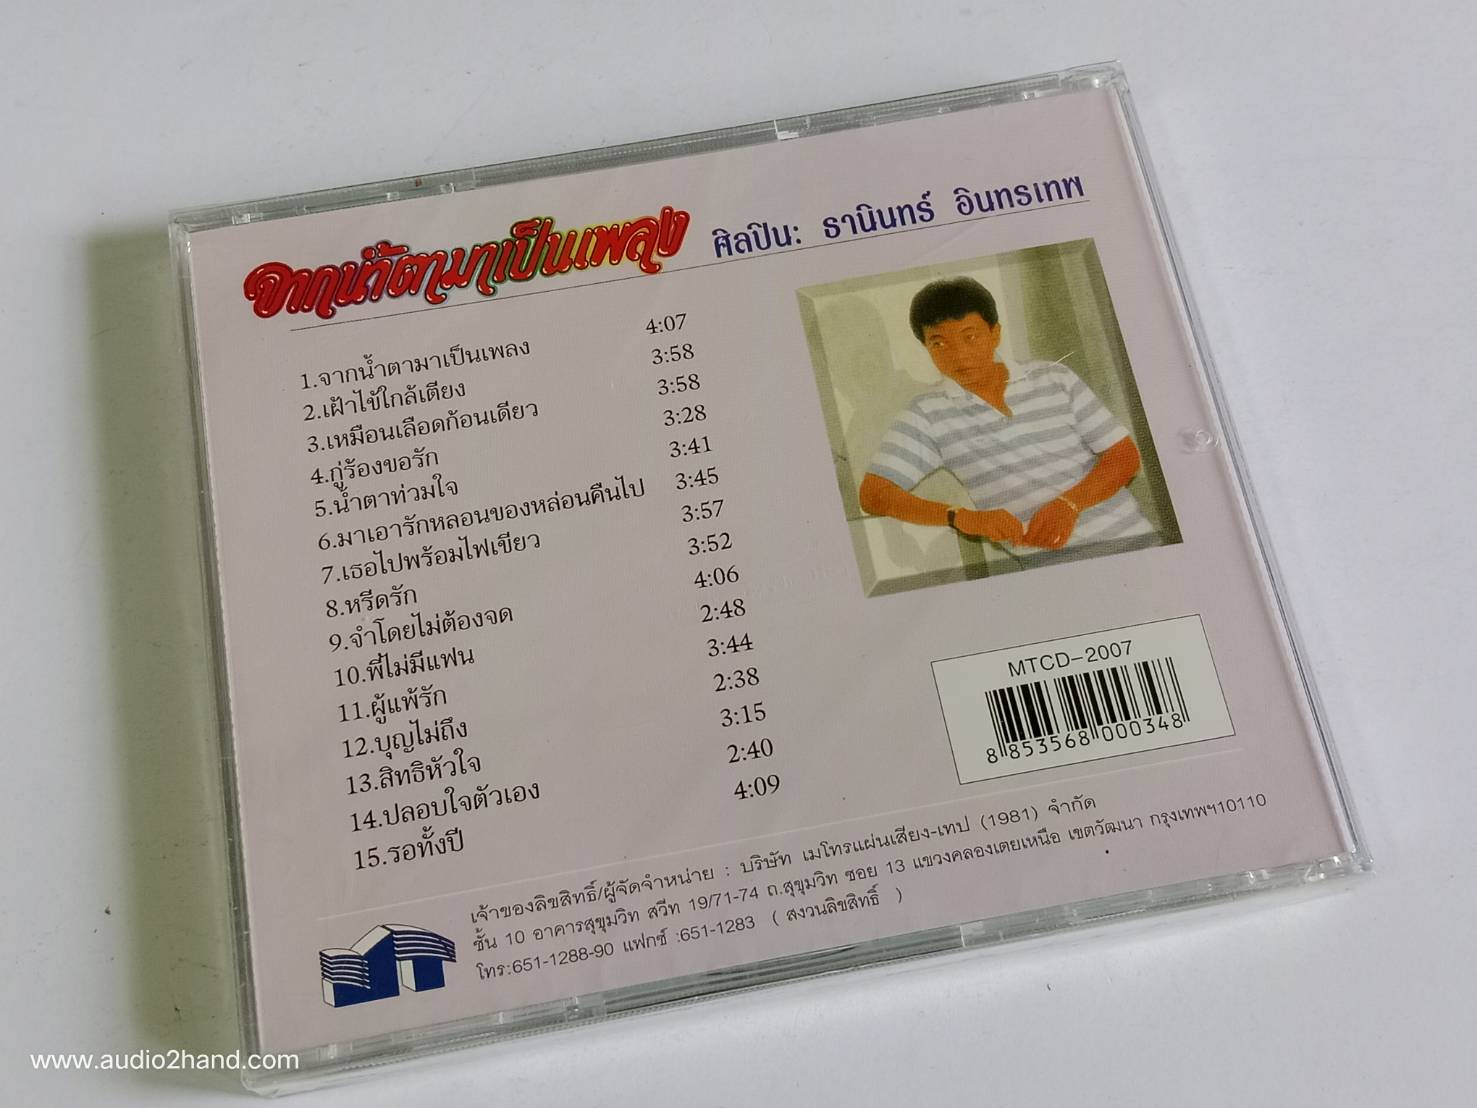 จากน้ำตามาเป็นเพลง ศิลปิน: ธานินทร์ อินทรเทพ
1.จากน้ำตามาเป็นเพลง 4:07
2.เฝ้าไข้ใกล้เตียง 3:58
3.เหมือนเลือดก้อนเดียว 3:58
4.กู่ร้องขอรัก 3:28
5.น้ำตาท่วมใจ 3:41
6.มาเอารักหลอนของหล่อนคืนไป 3:45
7.เธอไปพร้อมไฟเขียว 3:57
8.หรีดรัก 3:52
9.จำโดยไม่ต้องจด 4:06
10.พี่ไม่มีแฟน 2:48
11.ผู้แพ้รัก 3:44
12.บุญไม่ถึง 2:38
13.สิทธิหัวใจ 3:15
14.ปลอบใจตัวเอง 2:40
15.รอทั้งปี 4:09
MTCD-2007
8 853568 000348
เจ้าของลิขสิทธิ์/ผู้จัดจำหน่าย : บริษัท เมโทรแผ่นเสียง-เทป (1981) จำกัด
ชั้น 10 อาคารสุขุมวิท สวีท 19/71-74 ถ.สุขุมวิท ซอย 13 แขวงคลองเตยเหนือ เขตวัฒนา กรุงเทพฯ10110
โทร:651-1288-90 แฟกซ์ :651-1283 ( สงวนลิขสิทธิ์ )
www.audio2hand.com